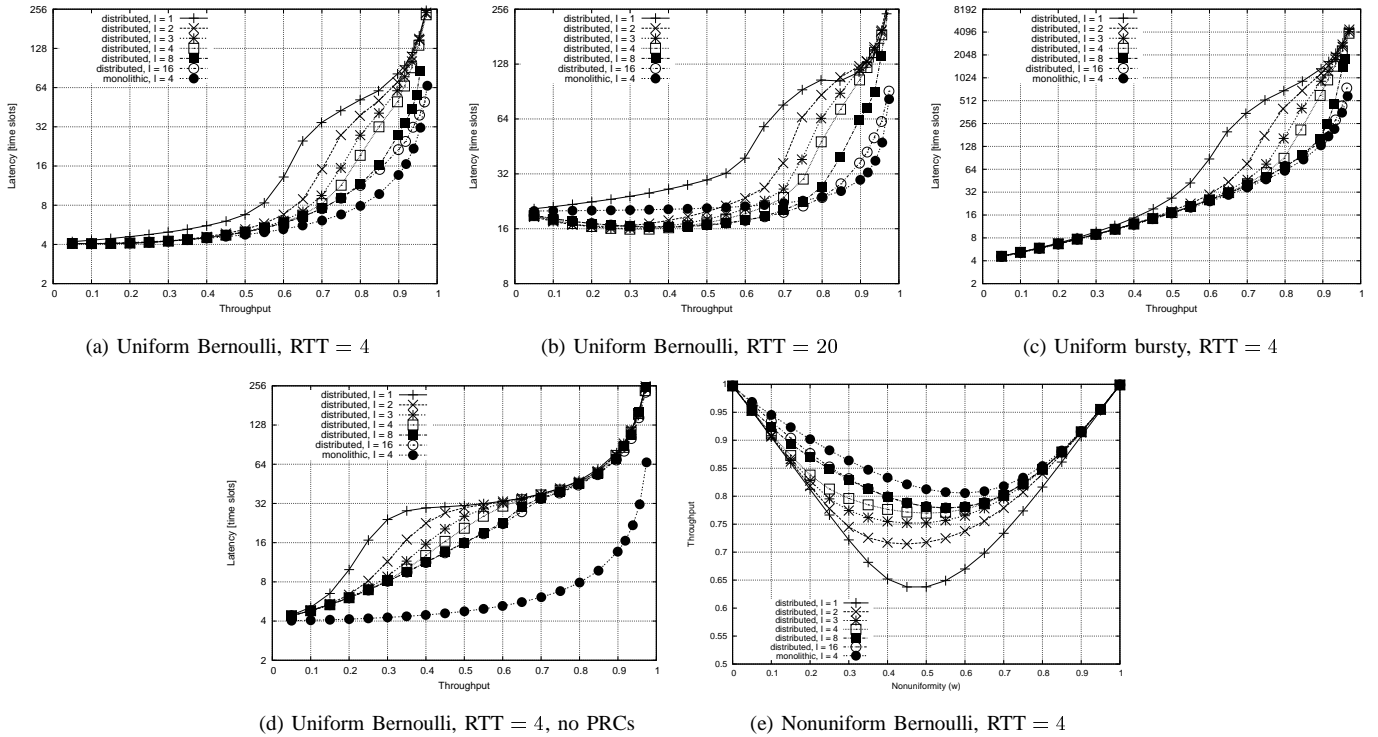 256
128
64
32
16
8
4
2
Latency [time slots]
distributed, I = 1
distributed, I = 2
distributed, I = 3
distributed, I = 4
distributed, I = 8
distributed, I = 16
monolithic, I = 4
0 0.1 0.2 0.3 0.4 0.5 0.6 0.7 0.8 0.9 1
Throughput
(a) Uniform Bernoulli, RTT = 4
256
128
64
32
16
8
Latency [time slots]
distributed, I = 1
distributed, I = 2
distributed, I = 3
distributed, I = 4
distributed, I = 8
distributed, I = 16
monolithic, I = 4
0 0.1 0.2 0.3 0.4 0.5 0.6 0.7 0.8 0.9 1
Throughput
(b) Uniform Bernoulli, RTT = 20
8192
4096
2048
1024
512
256
128
64
32
16
8
4
2
Latency [time slots]
distributed, I = 1
distributed, I = 2
distributed, I = 3
distributed, I = 4
distributed, I = 8
distributed, I = 16
monolithic, I = 4
0 0.1 0.2 0.3 0.4 0.5 0.6 0.7 0.8 0.9 1
Throughput
(c) Uniform bursty, RTT = 4
256
128
64
32
16
8
4
2
Latency [time slots]
distributed, I = 1
distributed, I = 2
distributed, I = 3
distributed, I = 4
distributed, I = 8
distributed, I = 16
monolithic, I = 4
0 0.1 0.2 0.3 0.4 0.5 0.6 0.7 0.8 0.9 1
Throughput
(d) Uniform Bernoulli, RTT = 4, no PRCs
1
0.95
0.9
0.85
0.8
0.75
0.7
0.65
0.6
0.55
0.5
Throughput
distributed, I = 1
distributed, I = 2
distributed, I = 3
distributed, I = 4
distributed, I = 8
distributed, I = 16
monolithic, I = 4
0 0.1 0.2 0.3 0.4 0.5 0.6 0.7 0.8 0.9 1
Nonuniformity (w)
(e) Nonuniform Bernoulli, RTT = 4